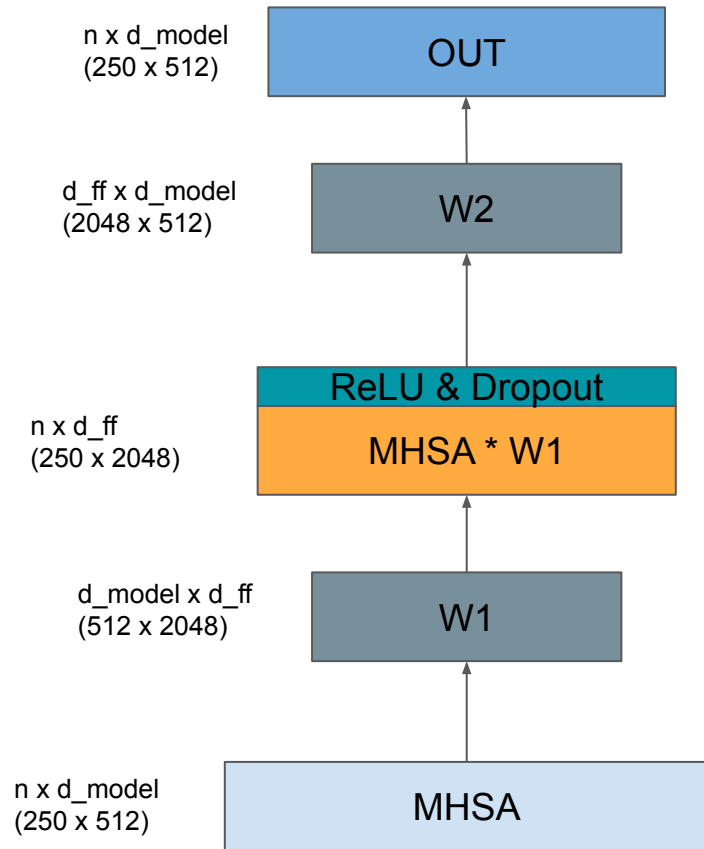 n x d_model
(250 x 512)
OUT
d_ff x d_model
(2048 x 512)
W2
ReLU & Dropout
n x d_ff
(250 x 2048)
MHSA * W1
d_model x d_ff
(512 x 2048)
W1
n x d_model
(250 x 512)
MHSA